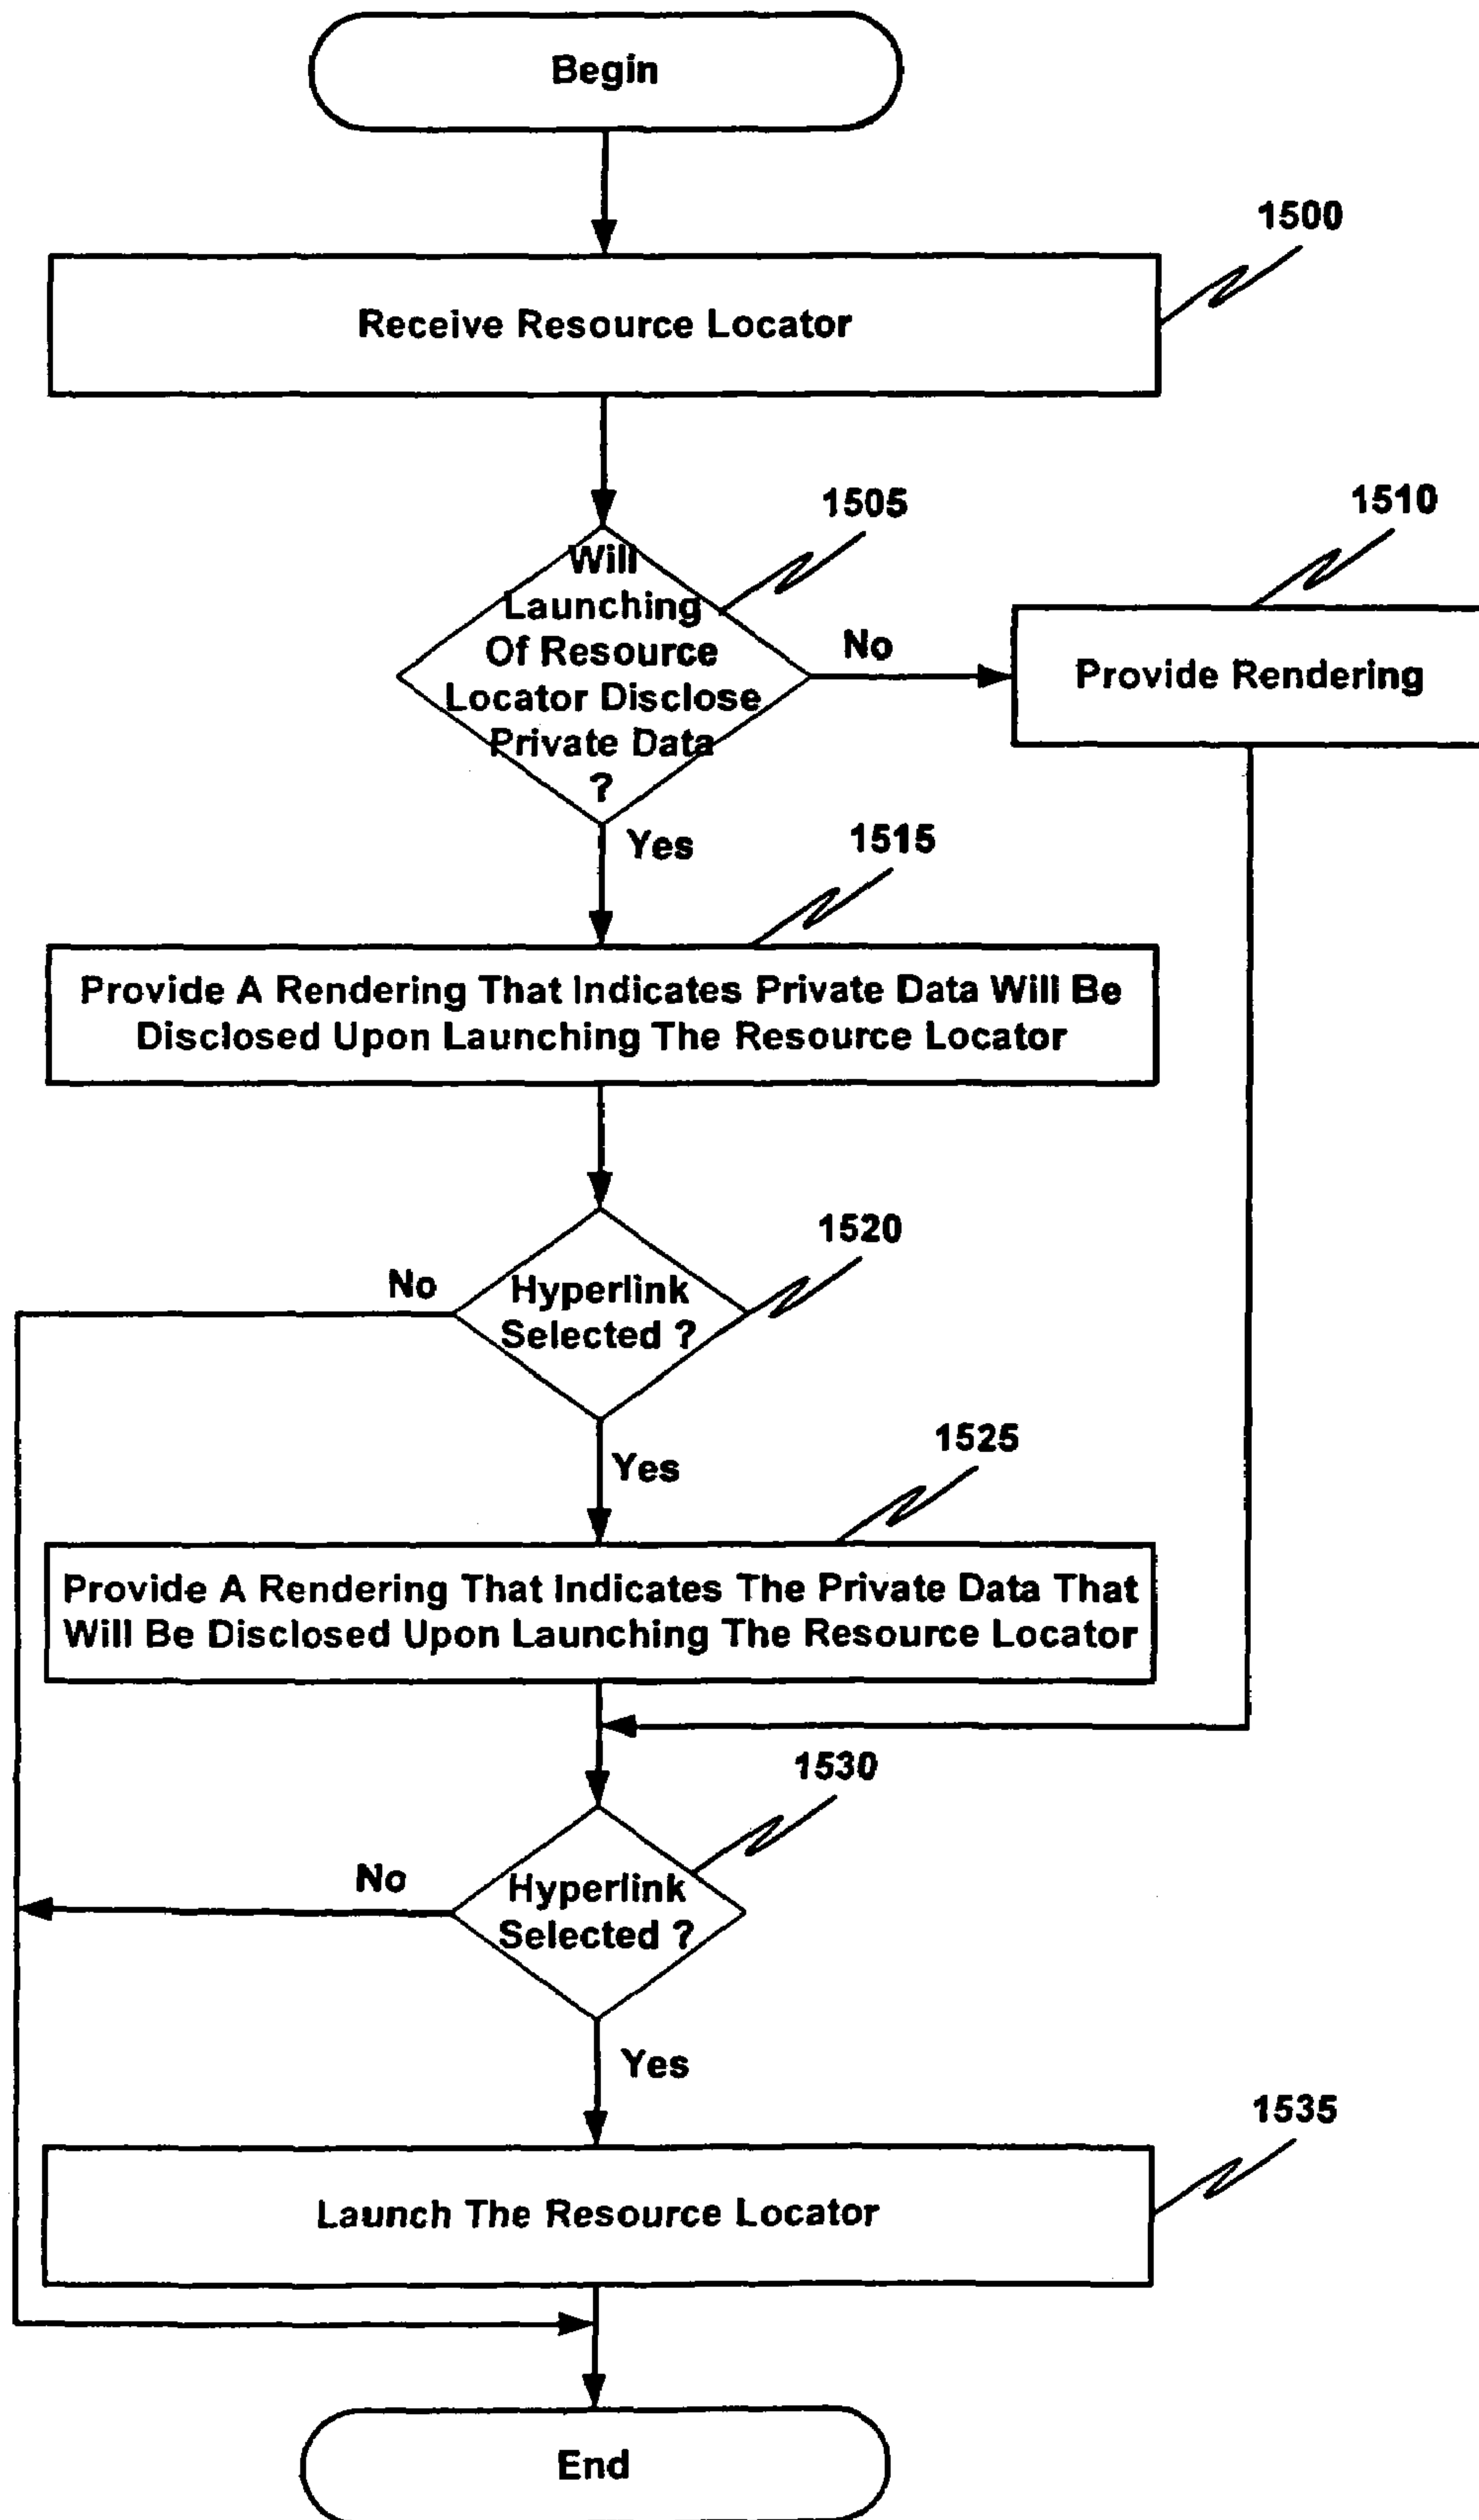 Begin
1500
Receive Resource Locator
1505
1510
Will
Launching
Of Resource
Locator Disclose
Private Data
?
No
Provide Rendering
Yes
1515
Provide A Rendering That Indicates Private Data Will Be
Disclosed Upon Launching The Resource Locator
1520
No
Hyperlink
Selected ?
Yes
1525
Provide A Rendering That Indicates The Private Data That
Will Be Disclosed Upon Launching The Resource Locator
1530
No
Hyperlink
Selected ?
Yes
1535
Launch The Resource Locator
End